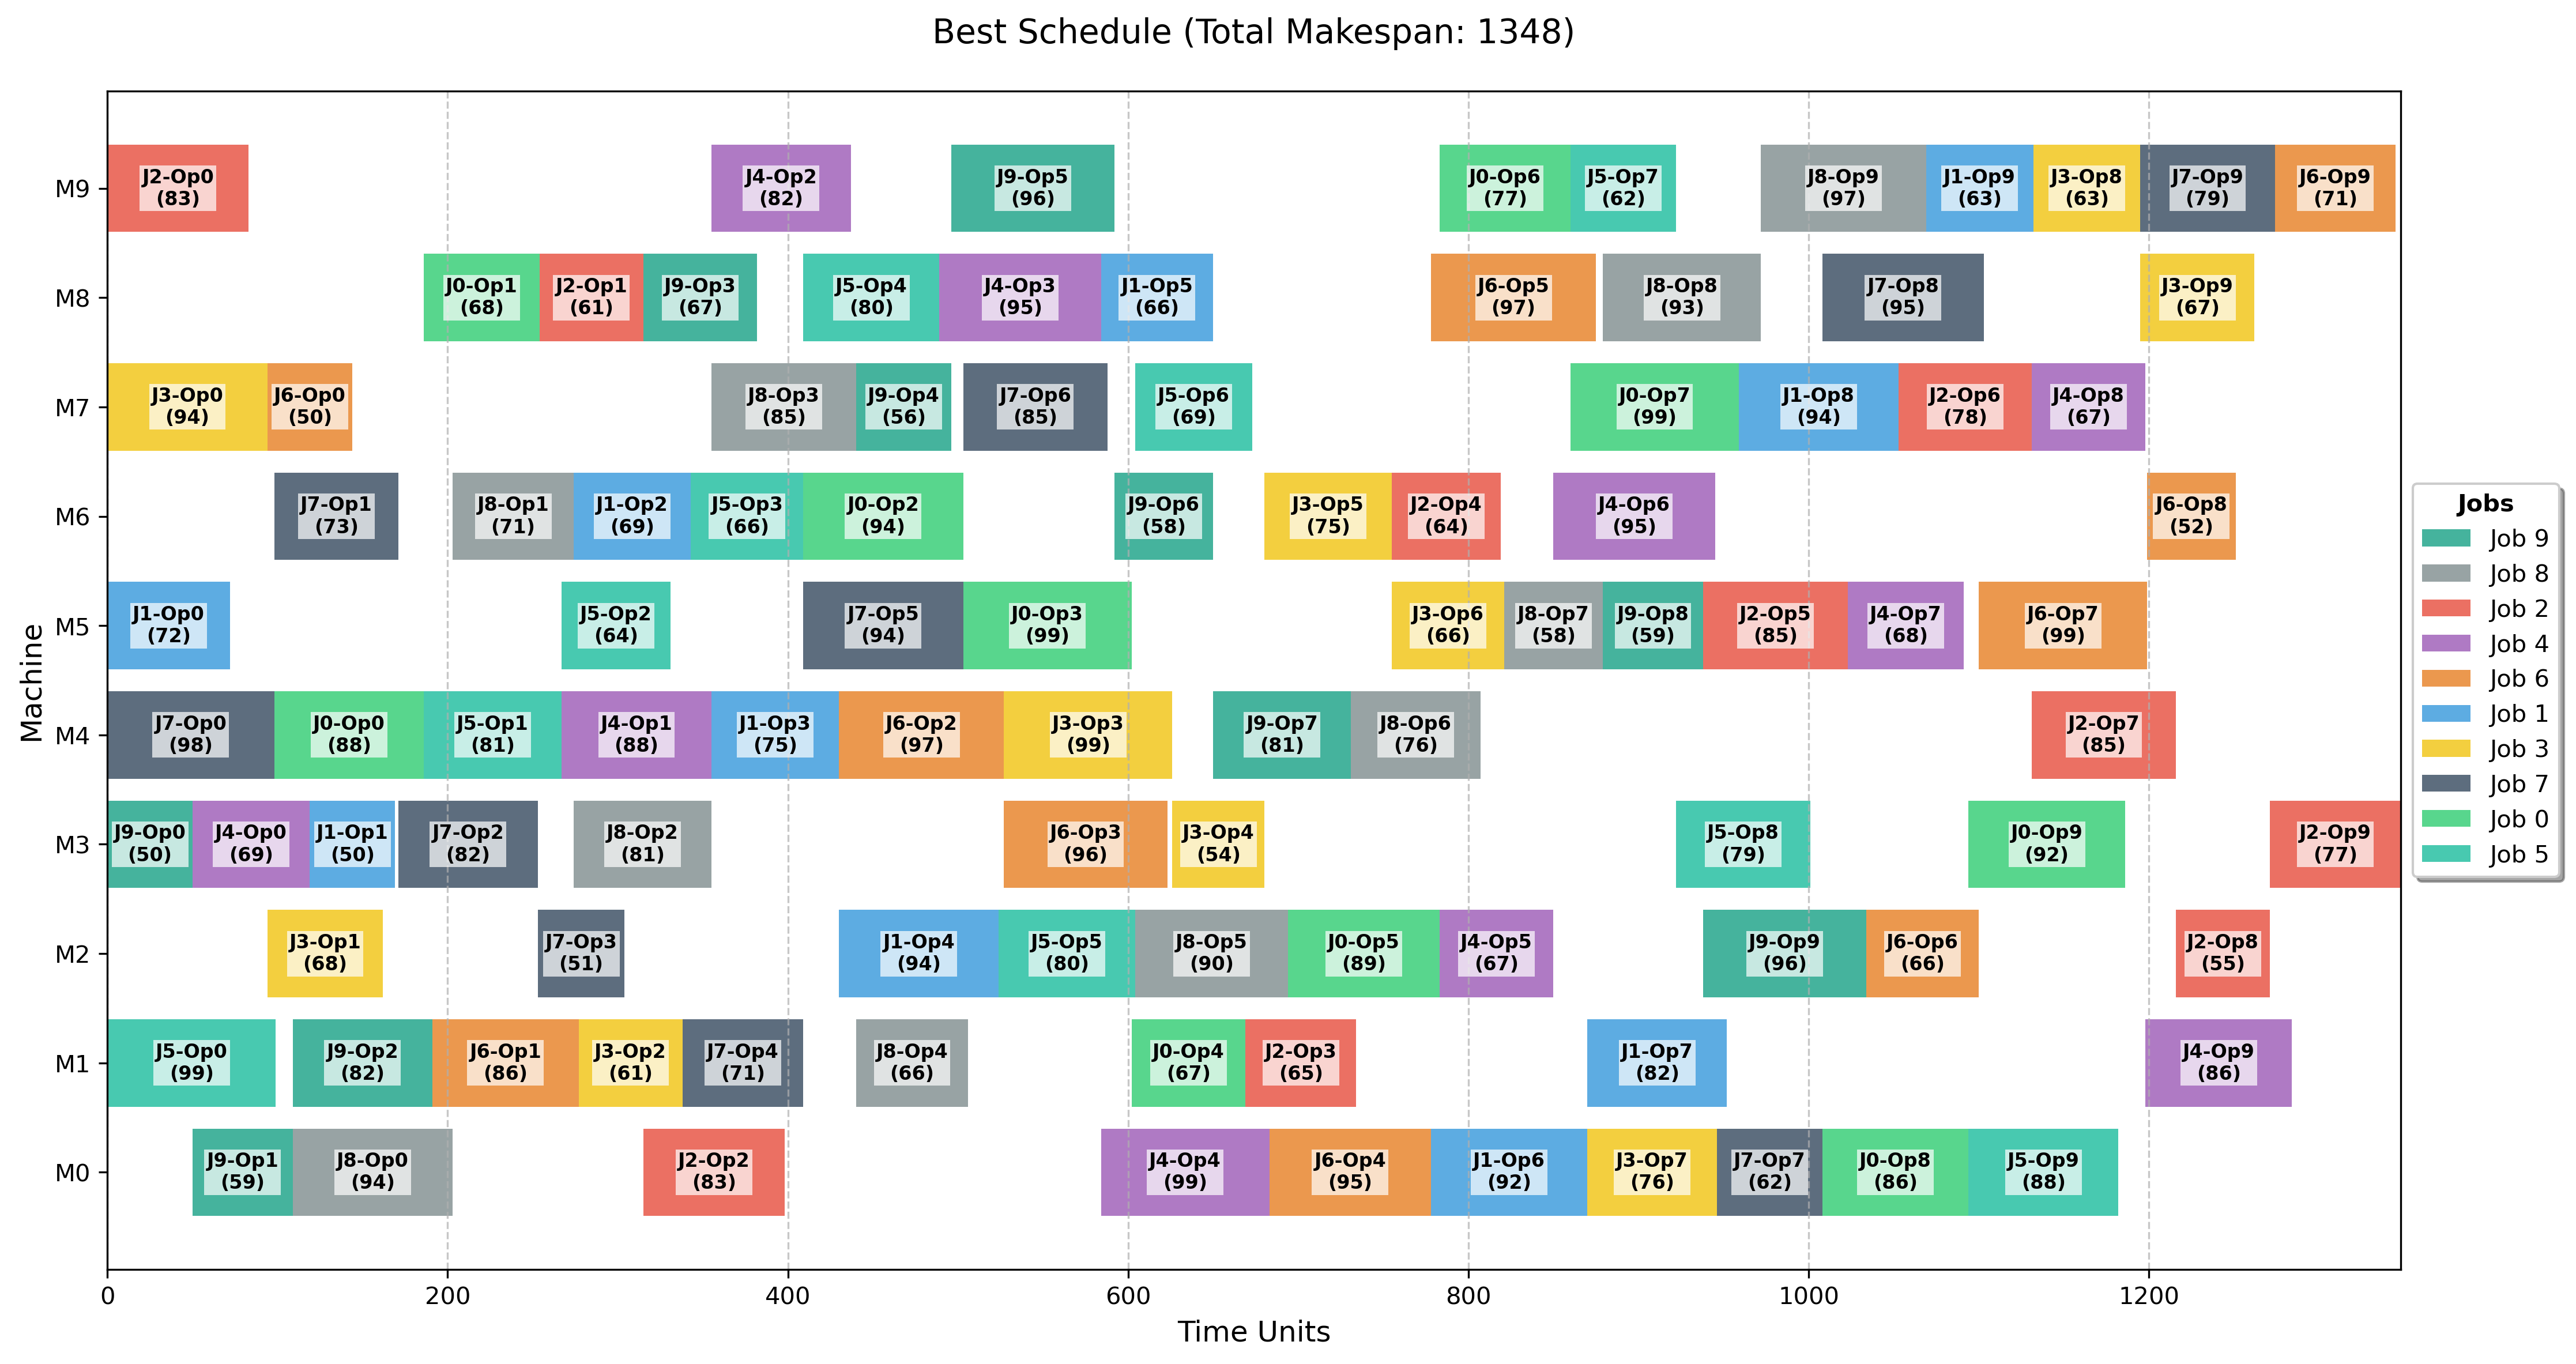 Best Schedule (Total Makespan: 1348)
Machine
M9
J2-Op0
(83)
J4-Op2
(82)
J9-Op5
(96)
J0-Op6
(77)
J5-Op7
(62)
J8-Op9
(97)
J1-Op9
(63)
J3-Op8
(63)
J7-Op9
(79)
J6-Op9
(71)
M8
J0-Op1
(68)
J2-Op1
(61)
J9-Op3
(67)
J5-Op4
(80)
J4-Op3
(95)
J1-Op5
(66)
J6-Op5
(97)
J8-Op8
(93)
J7-Op8
(95)
J3-Op9
(67)
M7
J3-Op0
(94)
J6-Op0
(50)
J8-Op3
(85)
J9-Op4
(56)
J7-Op6
(85)
J5-Op6
(69)
J0-Op7
(99)
J1-Op8
(94)
J2-Op6
(78)
J4-Op8
(67)
M6
J7-Op1
(73)
J8-Op1
(71)
J1-Op2
(69)
J5-Op3
(66)
J0-Op2
(94)
J9-Op6
(58)
J3-Op5
(75)
J2-Op4
(64)
J4-Op6
(95)
J6-Op8
(52)
M5
J1-Op0
(72)
J5-Op2
(64)
J7-Op5
(94)
J0-Op3
(99)
J3-Op6
(66)
J8-Op7
(58)
J9-Op8
(59)
J2-Op5
(85)
J4-Op7
(68)
J6-Op7
(99)
M4
J7-Op0
(98)
J0-Op0
(88)
J5-Op1
(81)
J4-Op1
(88)
J1-Op3
(75)
J6-Op2
(97)
J3-Op3
(99)
J9-Op7
(81)
J8-Op6
(76)
J2-Op7
(85)
M3
J9-Op0
(50)
J4-Op0
(69)
J1-Op1
(50)
J7-Op2
(82)
J8-Op2
(81)
J6-Op3
(96)
J3-Op4
(54)
J5-Op8
(79)
J0-Op9
(92)
J2-Op9
(77)
M2
J3-Op1
(68)
J7-Op3
(51)
J1-Op4
(94)
J5-Op5
(80)
J8-Op5
(90)
J0-Op5
(89)
J4-Op5
(67)
J9-Op9
(96)
J6-Op6
(66)
J2-Op8
(55)
M1
J5-Op0
(99)
J9-Op2
(82)
J6-Op1
(86)
J3-Op2
(61)
J7-Op4
(71)
J8-Op4
(66)
J0-Op4
(67)
J2-Op3
(65)
J1-Op7
(82)
J4-Op9
(86)
M0
J9-Op1
(59)
J8-Op0
(94)
J2-Op2
(83)
J4-Op4
(99)
J6-Op4
(95)
J1-Op6
(92)
J3-Op7
(76)
J7-Op7
(62)
J0-Op8
(86)
J5-Op9
(88)
0
200
400
600
800
1000
1200
Time Units
Jobs
Job 9
Job 8
Job 2
Job 4
Job 6
Job 1
Job 3
Job 7
Job 0
Job 5